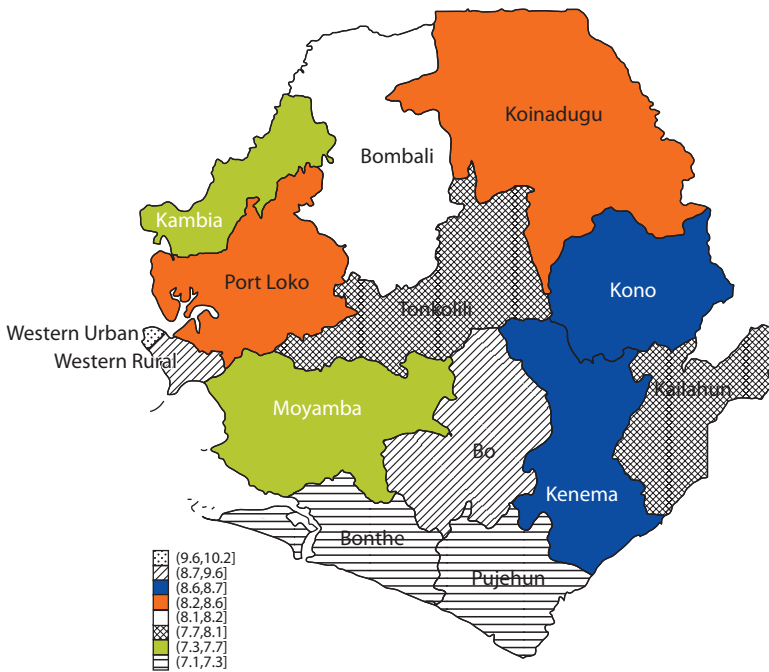 Koinadugu
Bombali
Kambia
Port Loko
Kono
Tonkolili
Western Urban
Western Rural
Kailahun
Moyamba
Bo
Kenema
Bonthe
Pujehun
(9.6,10.2]
(8.7,9.6]
(8.6,8.7]
(8.2,8.6]
(8.1,8.2]
(7.7,8.1]
(7.3,7.7]
(7.1,7.3]